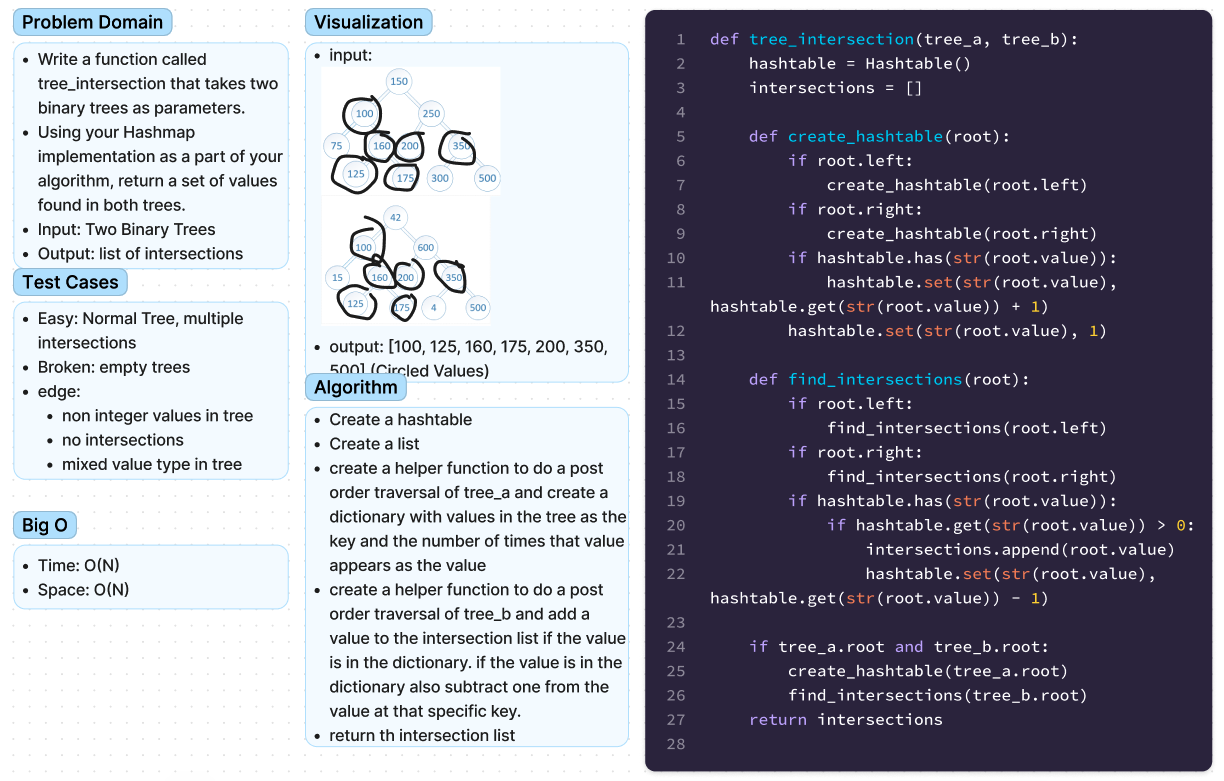 Problem Domain
• Write a function called
tree_intersection that takes two
binary trees as parameters.
• Using your Hashmap
implementation as a part of your
algorithm, return a set of values
found in both trees.
• Input: Two Binary Trees
• Output: list of intersections
Test Cases
• Easy: Normal Tree, multiple
intersections
• Broken: empty trees
• edge:
• non integer values in tree
• no intersections
• mixed value type in tree
Big O
• Time: O(N)
• Space: O(N)
Visualization
• input:
150
100 250
75 160 200 350
125 175 300 500
42
100 600
15 160 200 350
125 175 4 500
• output: [100, 125, 160, 175, 200, 350,
500] (Circled Values)
Algorithm
• Create a hashtable
• Create a list
• create a helper function to do a post
order traversal of tree_a and create a
dictionary with values in the tree as the
key and the number of times that value
appears as the value
• create a helper function to do a post
order traversal of tree_b and add a
value to the intersection list if the value
is in the dictionary. if the value is in the
dictionary also subtract one from the
value at that specific key.
• return th intersection list
1 def tree_intersection(tree_a, tree_b):
2 hashtable = Hashtable()
3 intersections = []
4
5 def create_hashtable(root):
6 if root.left:
7 create_hashtable(root.left)
8 if root.right:
9 create_hashtable(root.right)
10 if hashtable.has(str(root.value)):
11 hashtable.set(str(root.value),
hashtable.get(str(root.value)) + 1)
12 hashtable.set(str(root.value), 1)
13
14 def find_intersections(root):
15 if root.left:
16 find_intersections(root.left)
17 if root.right:
18 find_intersections(root.right)
19 if hashtable.has(str(root.value)):
20 if hashtable.get(str(root.value)) > 0:
21 intersections.append(root.value)
22 hashtable.set(str(root.value),
hashtable.get(str(root.value)) - 1)
23
24 if tree_a.root and tree_b.root:
25 create_hashtable(tree_a.root)
26 find_intersections(tree_b.root)
27 return intersections
28